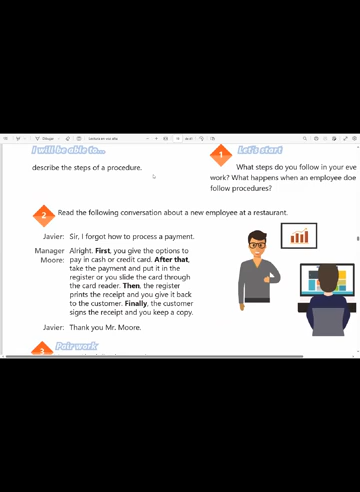 I will be able to...
describe the steps of a procedure.
1
Let's start
What steps do you follow in your eve
work? What happens when an employee doe
follow procedures?
2
Read the following conversation about a new employee at a restaurant.
Javier: Sir, I forgot how to process a payment.
Manager Moore: Alright. First, you give the options to
pay in cash or credit card. After that,
take the payment and put it in the
register or you slide the card through
the card reader. Then, the register
prints the receipt and you give it back
to the customer. Finally, the customer
signs the receipt and you keep a copy.
Javier: Thank you Mr. Moore.
3
Pair-work